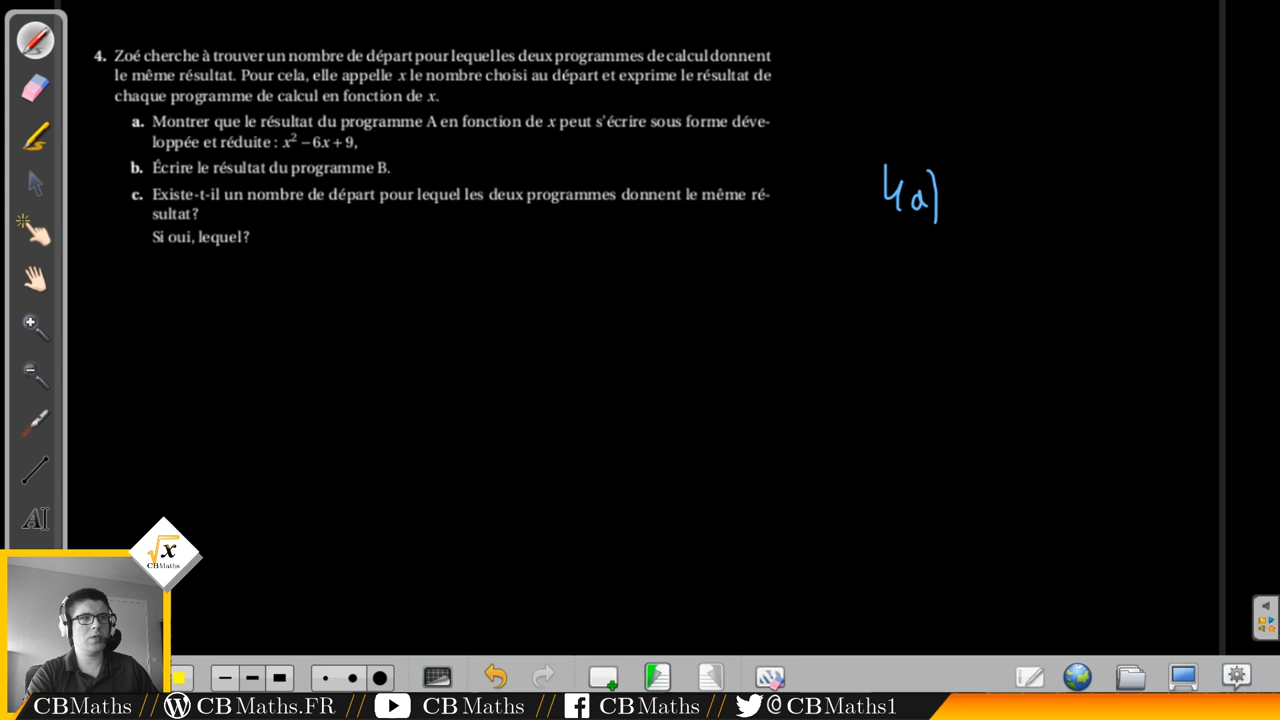 4. Zoé cherche à trouver un nombre de départ pour lequel les deux programmes de calcul donnent
le même résultat. Pour cela, elle appelle x le nombre choisi au départ et exprime le résultat de
chaque programme de calcul en fonction de x.
a. Montrer que le résultat du programme A en fonction de x peut s'écrire sous forme déve-
loppée et réduite : x² − 6x + 9,
b. Écrire le résultat du programme B.
c. Existe-t-il un nombre de départ pour lequel les deux programmes donnent le même ré-
sultat ?
Si oui, lequel ?
4a)
AI
√x
CBMaths
CBMaths // CBMaths.FR // CBMaths // CBMaths // @CBMaths1